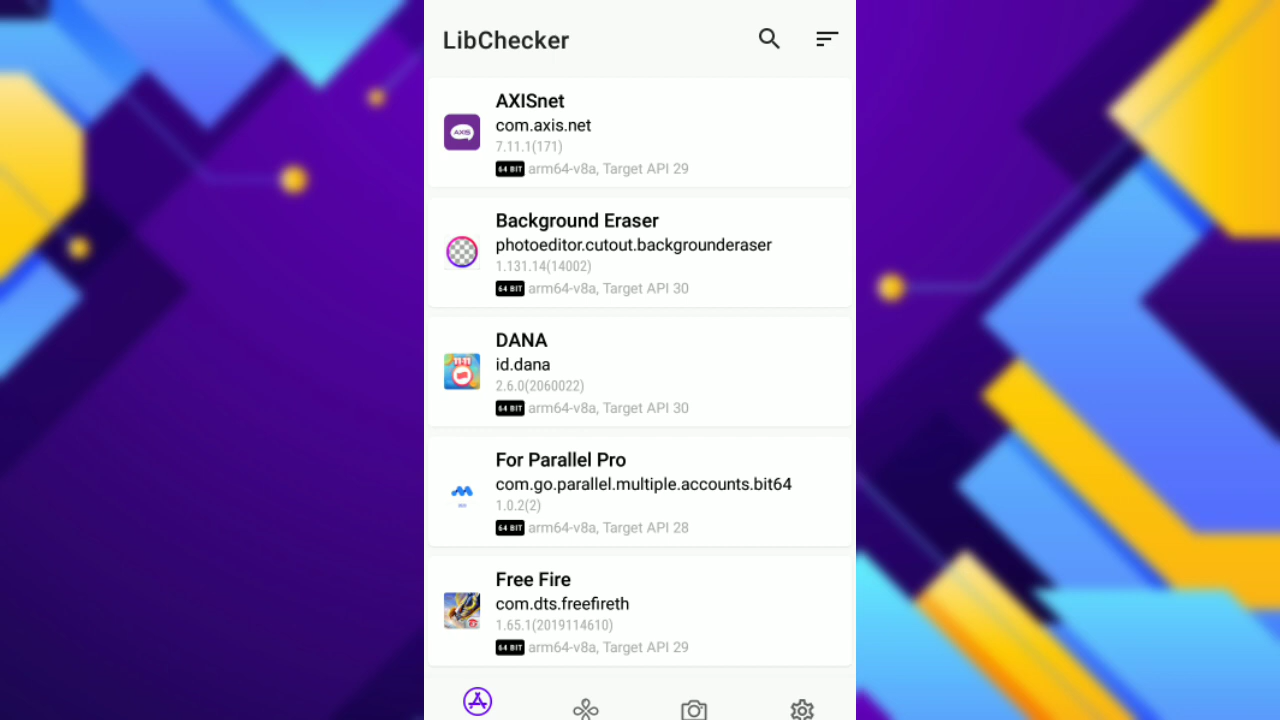 LibChecker
AXISnet
com.axis.net
AXIS
7.11.1(171)
64 BIT arm64-v8a, Target API 29
Background Eraser
photoeditor.cutout.backgrounderaser
1.131.14(14002)
64 BIT arm64-v8a, Target API 30
DANA
11·11
id.dana
2.6.0(2060022)
64 BIT arm64-v8a, Target API 30
For Parallel Pro
com.go.parallel.multiple.accounts.bit64
1.0.2(2)
64 BIT arm64-v8a, Target API 28
Free Fire
com.dts.freefireth
1.65.1(2019114610)
64 BIT arm64-v8a, Target API 29